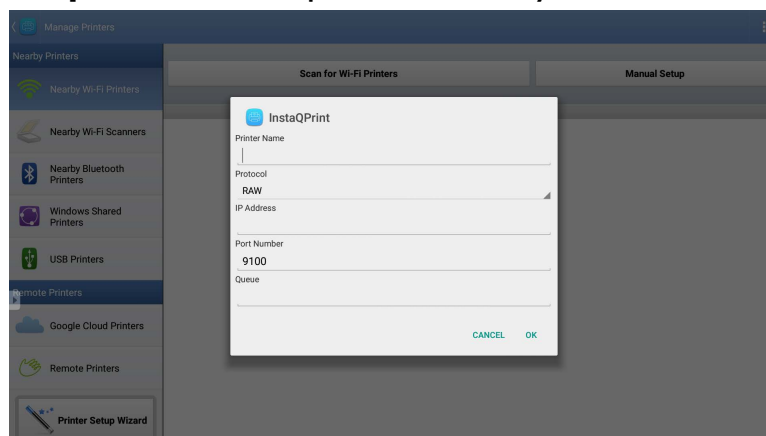 Manage Printers
Nearby Printers
Nearby Wi-Fi Printers
Nearby Wi-Fi Scanners
Nearby Bluetooth
Printers
Windows Shared
Printers
USB Printers
Remote Printers
Google Cloud Printers
Remote Printers
Printer Setup Wizard
Scan for Wi-Fi Printers
Manual Setup
InstaQPrint
Printer Name
Protocol
RAW
IP Address
Port Number
9100
Queue
CANCEL OK